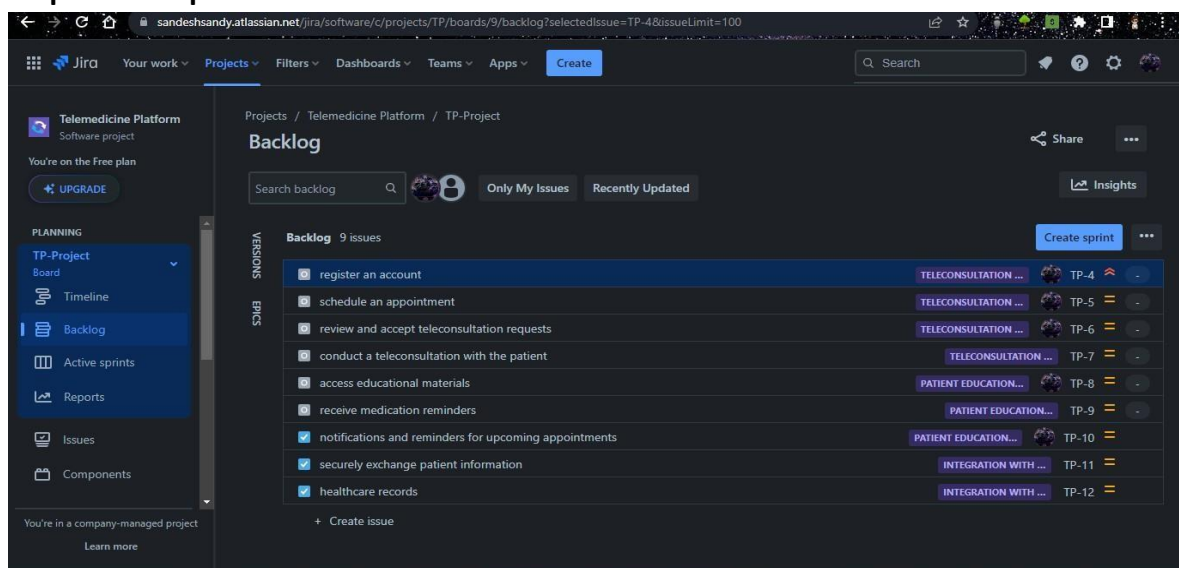 sandeshsandy.atlassian.net/jira/software/c/projects/TP/boards/9/backlog?selectedIssue=TP-4&issueLimit=100
Jira Your work Projects Filters Dashboards Teams Apps Create Search
Telemedicine Platform
Software project
You're on the Free plan
UPGRADE
PLANNING
TP-Project
Board
Timeline
Backlog
Active sprints
Reports
Issues
Components
You're in a company-managed project
Learn more
Projects / Telemedicine Platform / TP-Project
Backlog
Share
Search backlog Only My Issues Recently Updated Insights
VERSIONS
EPICS
Backlog 9 issues Create sprint
register an account TELECONSULTATION ... TP-4 -
schedule an appointment TELECONSULTATION ... TP-5 -
review and accept teleconsultation requests TELECONSULTATION ... TP-6 -
conduct a teleconsultation with the patient TELECONSULTATION ... TP-7 -
access educational materials PATIENT EDUCATION... TP-8 -
receive medication reminders PATIENT EDUCATION... TP-9 -
notifications and reminders for upcoming appointments PATIENT EDUCATION... TP-10
securely exchange patient information INTEGRATION WITH ... TP-11
healthcare records INTEGRATION WITH ... TP-12
+ Create issue